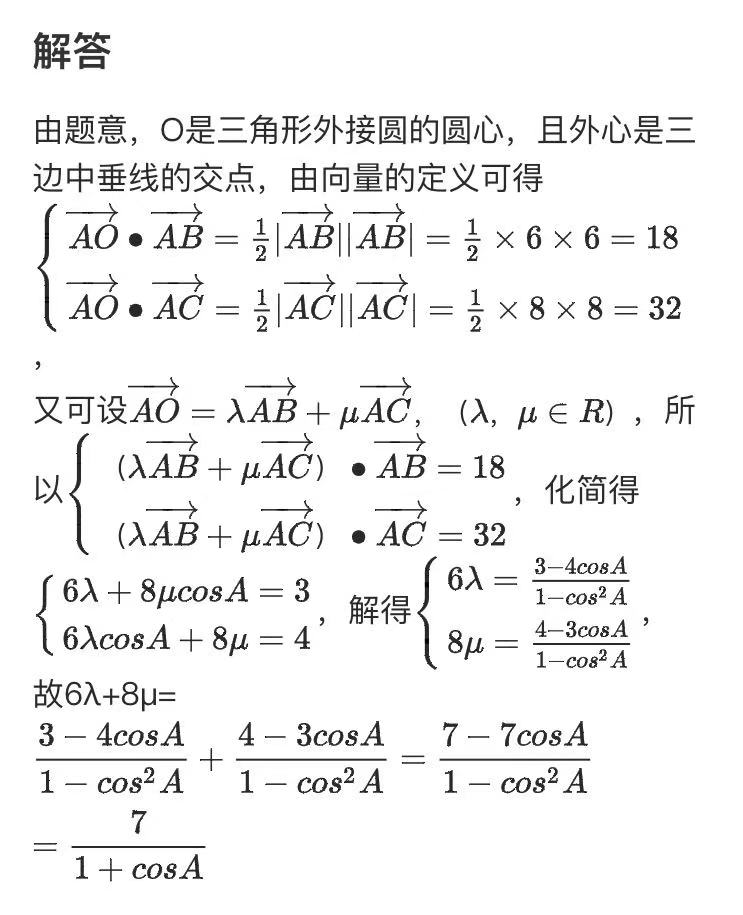 解答
由题意，O是三角形外接圆的圆心，且外心是三
边中垂线的交点，由向量的定义可得
$\begin{cases} \overrightarrow{AO} \bullet \overrightarrow{AB} = \frac{1}{2}|\overrightarrow{AB}||\overrightarrow{AB}| = \frac{1}{2} \times 6 \times 6 = 18 \\ \overrightarrow{AO} \bullet \overrightarrow{AC} = \frac{1}{2}|\overrightarrow{AC}||\overrightarrow{AC}| = \frac{1}{2} \times 8 \times 8 = 32 \end{cases}$
，
又可设$\overrightarrow{AO} = \lambda\overrightarrow{AB} + \mu\overrightarrow{AC}$，（λ，μ ∈ R），所
以$\begin{cases} （\lambda\overrightarrow{AB} + \mu\overrightarrow{AC}） \bullet \overrightarrow{AB} = 18 \\ （\lambda\overrightarrow{AB} + \mu\overrightarrow{AC}） \bullet \overrightarrow{AC} = 32 \end{cases}$，化简得
$\begin{cases} 6\lambda + 8\mu cosA = 3 \\ 6\lambda cosA + 8\mu = 4 \end{cases}$，解得$\begin{cases} 6\lambda = \frac{3-4cosA}{1-cos^2A} \\ 8\mu = \frac{4-3cosA}{1-cos^2A} \end{cases}$，
故6λ+8μ=
$\frac{3-4cosA}{1-cos^2A} + \frac{4-3cosA}{1-cos^2A} = \frac{7-7cosA}{1-cos^2A}$
$= \frac{7}{1+cosA}$